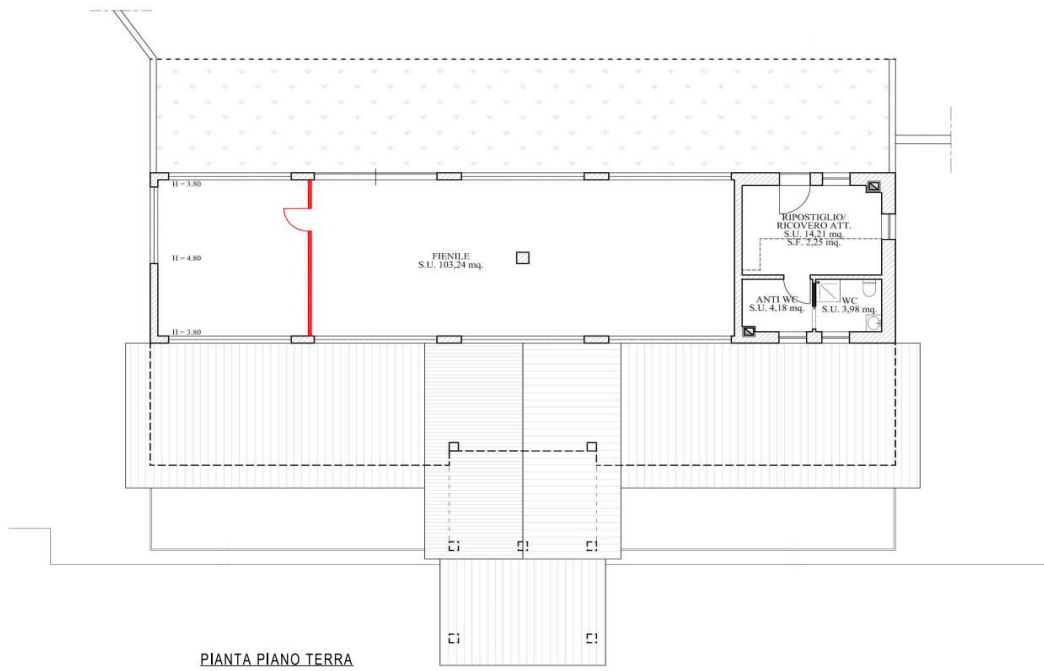 H = 3.80
RIPOSTIGLIO/
RICOVERO ATT.
S.U. 14,21 mq.
S.F. 2,25 mq.
H = 4.80
FIENILE
S.U. 103,24 mq.
ANTI WC
S.U. 4,18 mq.
WC
S.U. 3,98 mq.
H = 3.80
PIANTA PIANO TERRA